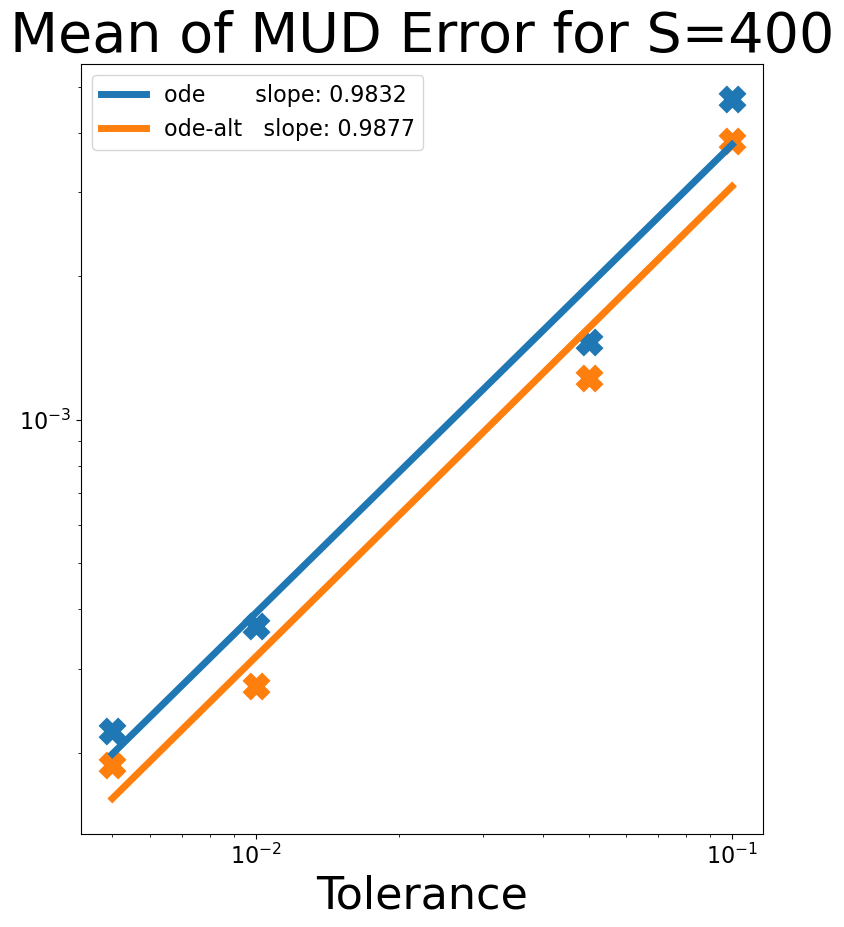 Mean of MUD Error for S=400
ode slope: 0.9832
ode-alt slope: 0.9877
10⁻³
10⁻² 10⁻¹
Tolerance